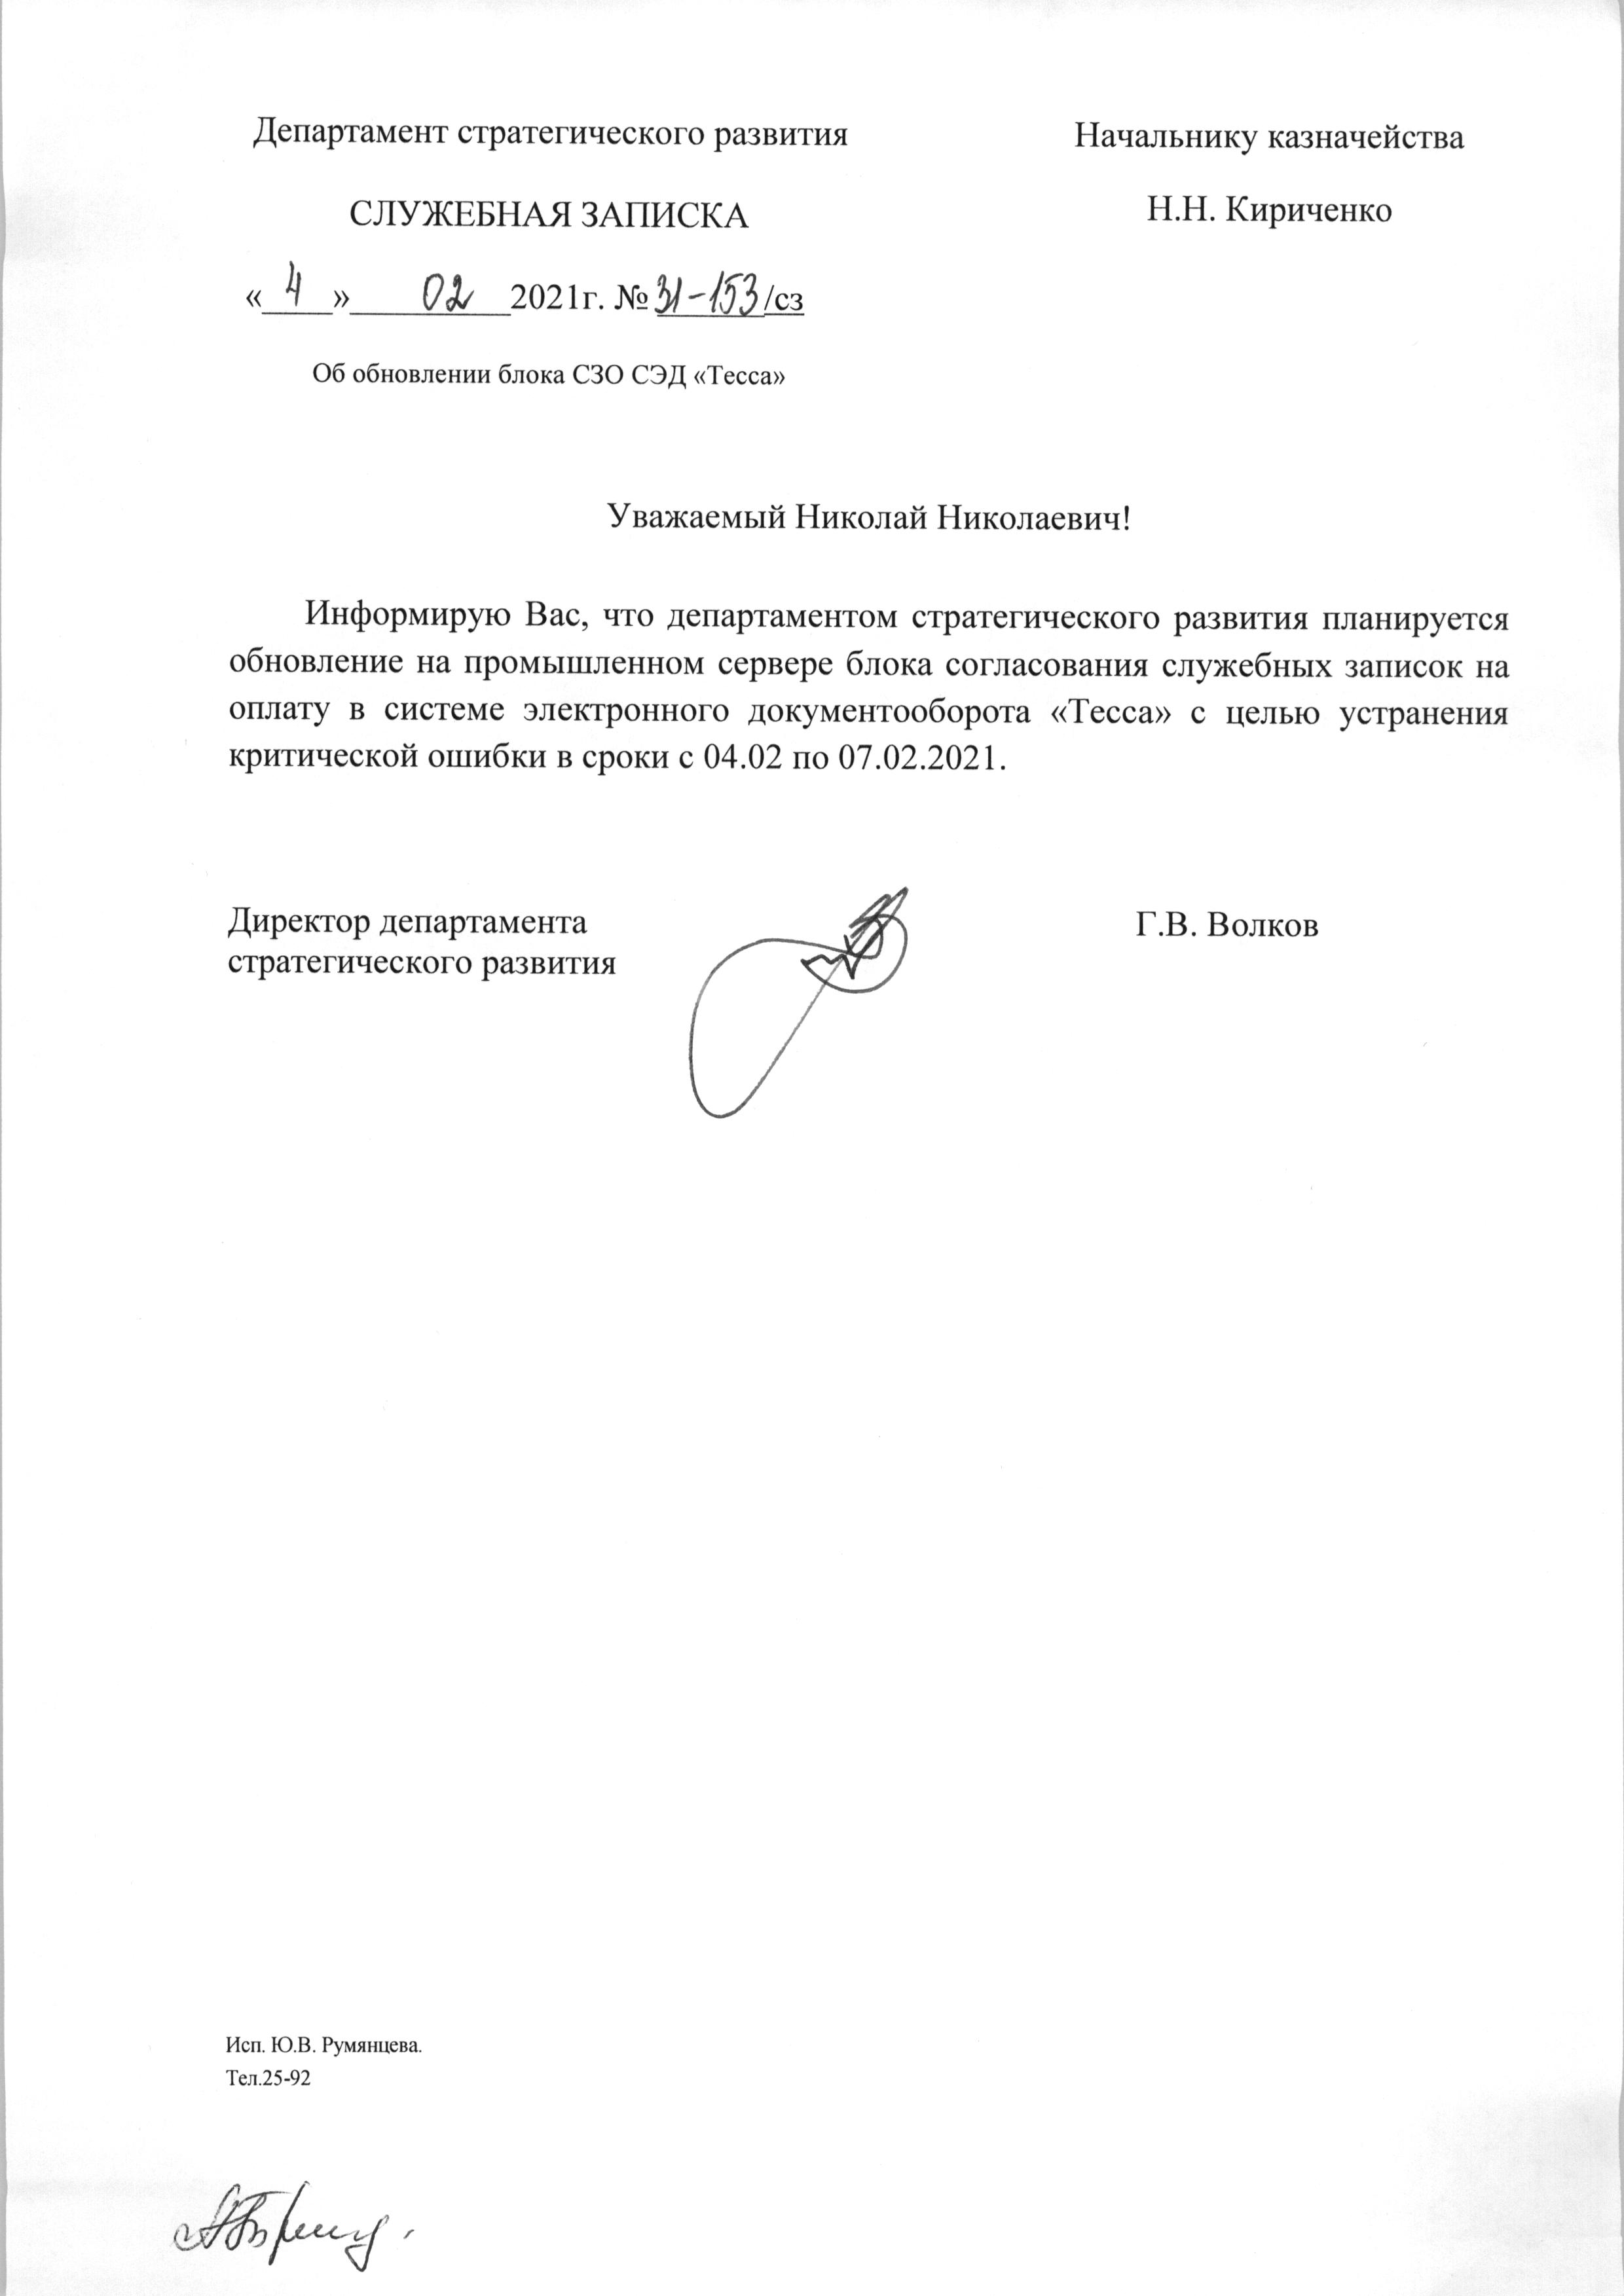 Департамент стратегического развития
СЛУЖЕБНАЯ ЗАПИСКА
«4» 02 2021г. № 31-153/сз
Об обновлении блока СЗО СЭД «Тесса»
Начальнику казначейства
Н.Н. Кириченко
Уважаемый Николай Николаевич!
Информирую Вас, что департаментом стратегического развития планируется
обновление на промышленном сервере блока согласования служебных записок на
оплату в системе электронного документооборота «Тесса» с целью устранения
критической ошибки в сроки с 04.02 по 07.02.2021.
Директор департамента
стратегического развития
Г.В. Волков
Исп. Ю.В. Румянцева.
Тел.25-92